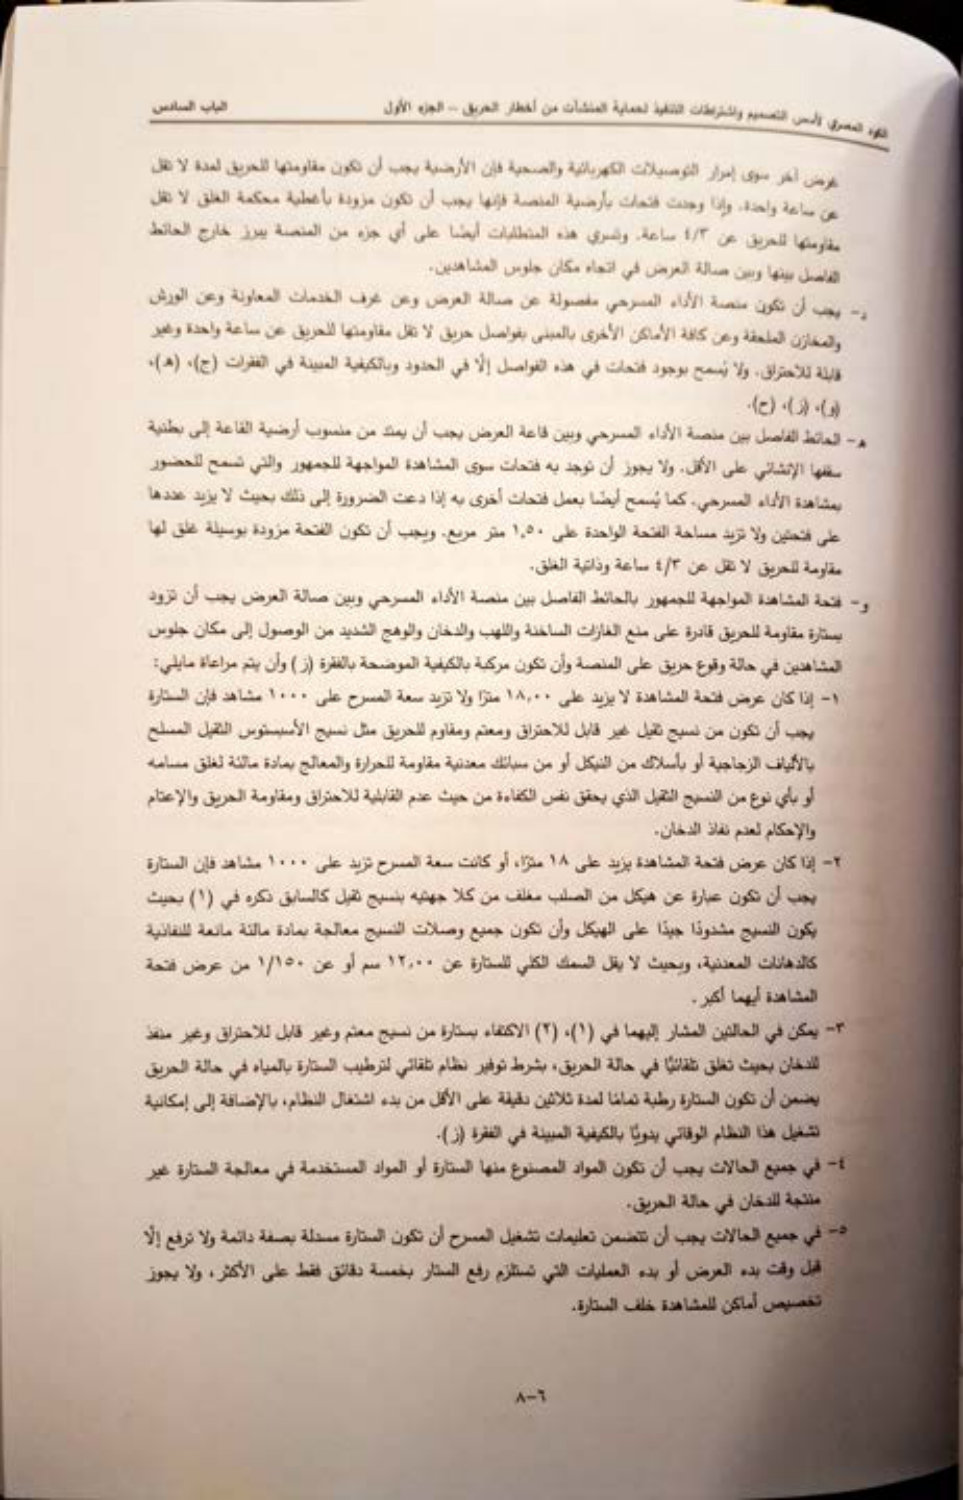 الكود المصري لأسس التصميم واشتراطات التنفيذ لحماية المنشآت من أخطار الحريق – الجزء الأول الباب السادس
غرض آخر سوى إمرار التوصيلات الكهربائية والصحية فإن الأرضية يجب أن تكون مقاومتها للحريق لمدة لا تقل
عن ساعة واحدة. وإذا وجدت فتحات بأرضية المنصة فإنها يجب أن تكون مزودة بأغطية محكمة الغلق لا تقل
مقاومتها للحريق عن ٤/٣ ساعة. وتسري هذه المتطلبات أيضًا على أي جزء من المنصة يبرز خارج الحائط
الفاصل بينها وبين صالة العرض في اتجاه مكان جلوس المشاهدين.
د- يجب أن تكون منصة الأداء المسرحي مفصولة عن صالة العرض وعن غرف الخدمات المعاونة وعن الورش
والمخازن الملحقة وعن كافة الأماكن الأخرى بالمبنى بفواصل حريق لا تقل مقاومتها للحريق عن ساعة واحدة وغير
قابلة للاحتراق. ولا يُسمح بوجود فتحات في هذه الفواصل إلَّا في الحدود وبالكيفية المبينة في الفقرات (ج)، (هـ)،
(و)، (ز)، (ح).
هـ- الحائط الفاصل بين منصة الأداء المسرحي وبين قاعة العرض يجب أن يمتد من منسوب أرضية القاعة إلى بطنية
سقفها الإنشائي على الأقل. ولا يجوز أن توجد به فتحات سوى المشاهدة المواجهة للجمهور والتي تسمح للحضور
بمشاهدة الأداء المسرحي. كما يُسمح أيضًا بعمل فتحات أخرى به إذا دعت الضرورة إلى ذلك بحيث لا يزيد عددها
على فتحتين ولا تزيد مساحة الفتحة الواحدة على ١,٥٠ متر مربع. ويجب أن تكون الفتحة مزودة بوسيلة غلق لها
مقاومة للحريق لا تقل عن ٤/٣ ساعة وذاتية الغلق.
و- فتحة المشاهدة المواجهة للجمهور بالحائط الفاصل بين منصة الأداء المسرحي وبين صالة العرض يجب أن تزود
بستارة مقاومة للحريق قادرة على منع الغازات الساخنة واللهب والدخان والوهج الشديد من الوصول إلى مكان جلوس
المشاهدين في حالة وقوع حريق على المنصة وأن تكون مركبة بالكيفية الموضحة بالفقرة (ز) وأن يتم مراعاة مايلي:
١- إذا كان عرض فتحة المشاهدة لا يزيد على ١٨,٠٠ مترًا ولا تزيد سعة المسرح على ١٠٠٠ مشاهد فإن الستارة
يجب أن تكون من نسيج ثقيل غير قابل للاحتراق ومعتم ومقاوم للحريق مثل نسيج الأسبستوس الثقيل المسلح
بالألياف الزجاجية أو بأسلاك من النيكل أو من سبائك معدنية مقاومة للحرارة والمعالج بمادة مالئة لغلق مسامه
أو بأي نوع من النسيج الثقيل الذي يحقق نفس الكفاءة من حيث عدم القابلية للاحتراق ومقاومة الحريق والإعتام
والإحكام لعدم نفاذ الدخان.
٢- إذا كان عرض فتحة المشاهدة يزيد على ١٨ مترًا، أو كانت سعة المسرح تزيد على ١٠٠٠ مشاهد فإن الستارة
يجب أن تكون عبارة عن هيكل من الصلب مغلف من كلا جهتيه بنسيج ثقيل كالسابق ذكره في (١) بحيث
يكون النسيج مشدودًا جيدًا على الهيكل وأن تكون جميع وصلات النسيج معالجة بمادة مالئة مانعة للنفاذية
كالدهانات المعدنية، وبحيث لا يقل السمك الكلي للستارة عن ١٢,٠٠ سم أو عن ١/١٥٠ من عرض فتحة
المشاهدة أيهما أكبر .
٣- يمكن في الحالتين المشار إليهما في (١)، (٢) الاكتفاء بستارة من نسيج معتم وغير قابل للاحتراق وغير منفذ
للدخان بحيث تغلق تلقائيًّا في حالة الحريق، بشرط توفير نظام تلقائي لترطيب الستارة بالمياه في حالة الحريق
يضمن أن تكون الستارة رطبة تمامًا لمدة ثلاثين دقيقة على الأقل من بدء اشتغال النظام، بالإضافة إلى إمكانية
تشغيل هذا النظام الوقائي يدويًّا بالكيفية المبينة في الفقرة (ز).
٤- في جميع الحالات يجب أن تكون المواد المصنوع منها الستارة أو المواد المستخدمة في معالجة الستارة غير
منتجة للدخان في حالة الحريق.
٥- في جميع الحالات يجب أن تتضمن تعليمات تشغيل المسرح أن تكون الستارة مسدلة بصفة دائمة ولا ترفع إلَّا
قبل وقت بدء العرض أو بدء العمليات التي تستلزم رفع الستار بخمسة دقائق فقط على الأكثر، ولا يجوز
تخصيص أماكن للمشاهدة خلف الستارة.
٨-٦